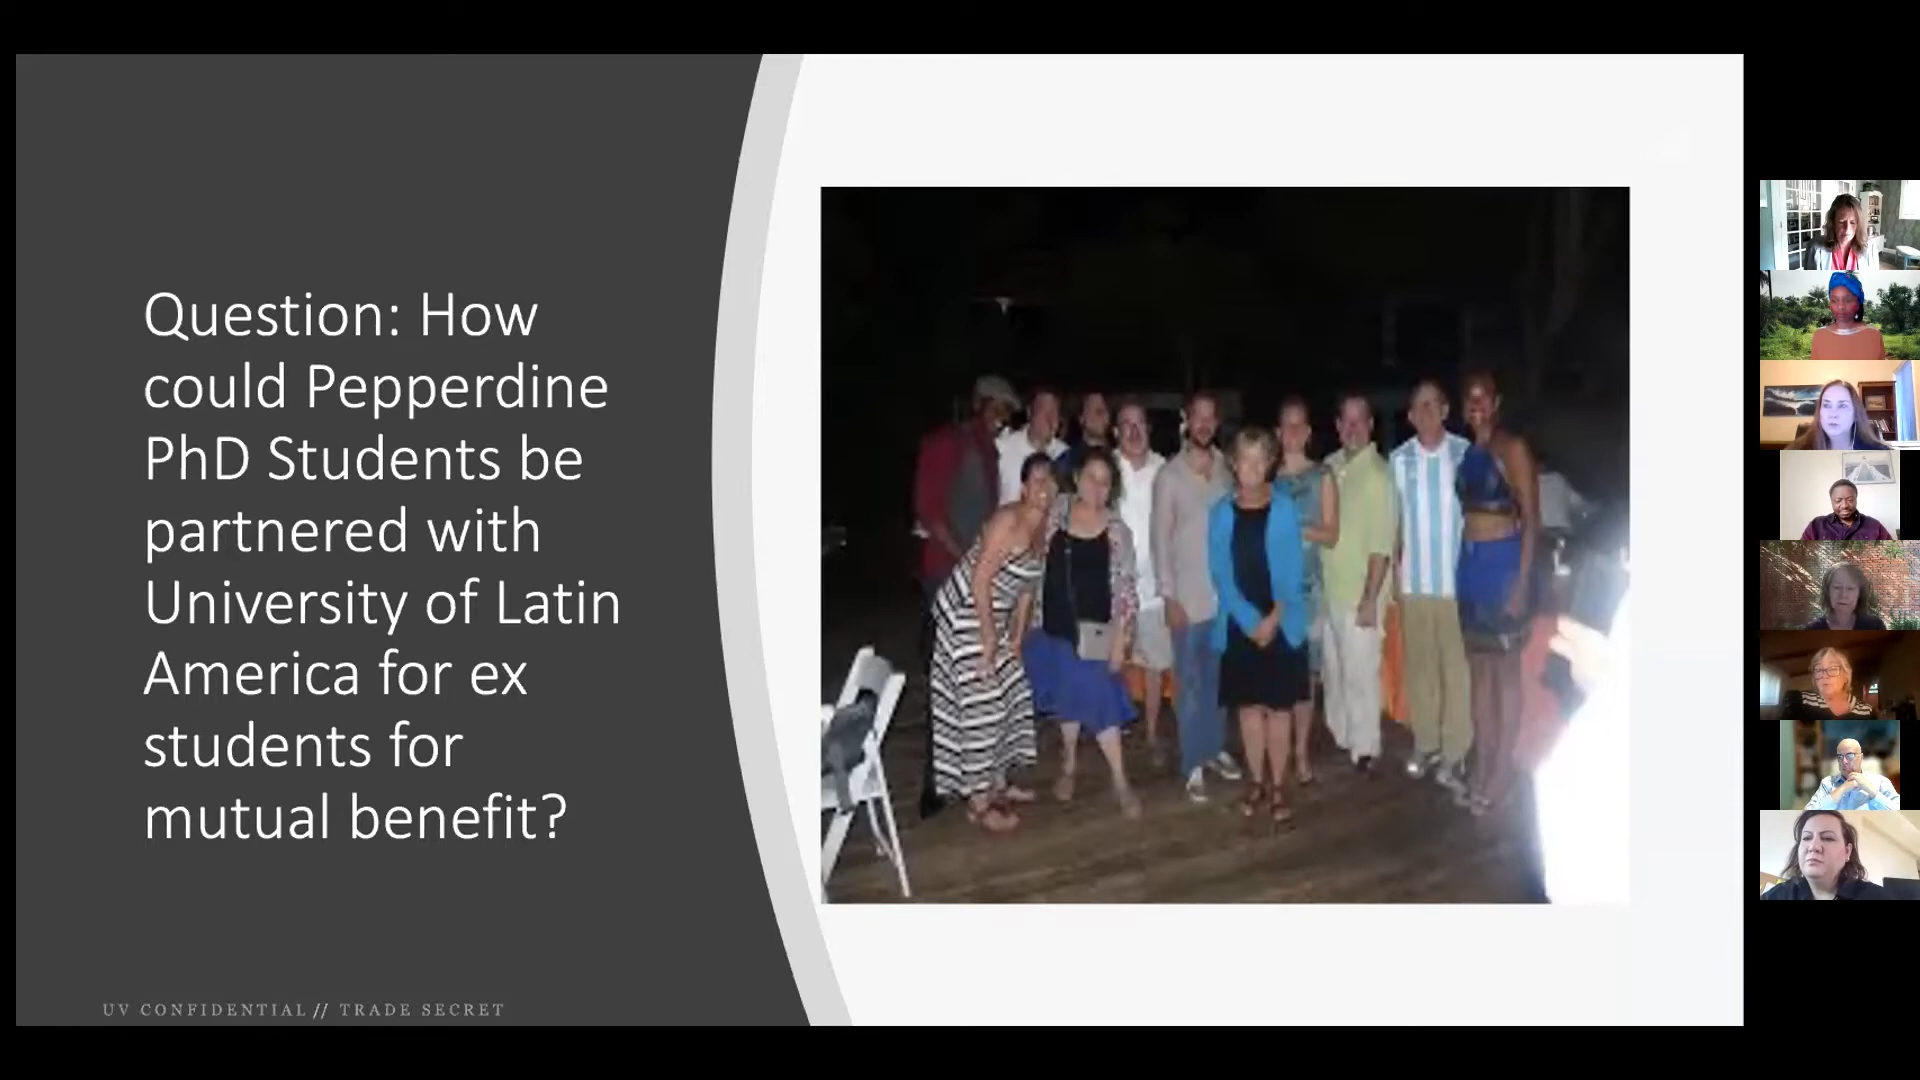 Question: How
could Pepperdine
PhD Students be
partnered with
University of Latin
America for ex
students for
mutual benefit?
UV CONFIDENTIAL // TRADE SECRET